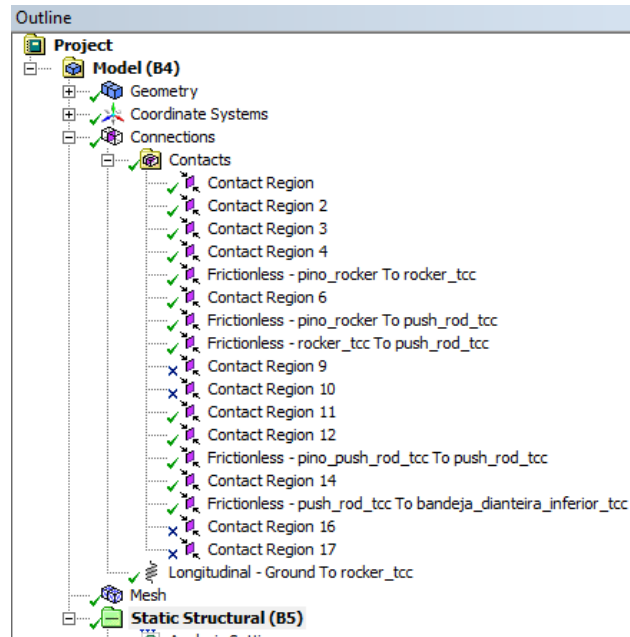 Outline
Project
Model (B4)
Geometry
Coordinate Systems
Connections
Contacts
Contact Region
Contact Region 2
Contact Region 3
Contact Region 4
Frictionless - pino_rocker To rocker_tcc
Contact Region 6
Frictionless - pino_rocker To push_rod_tcc
Frictionless - rocker_tcc To push_rod_tcc
Contact Region 9
Contact Region 10
Contact Region 11
Contact Region 12
Frictionless - pino_push_rod_tcc To push_rod_tcc
Contact Region 14
Frictionless - push_rod_tcc To bandeja_dianteira_inferior_tcc
Contact Region 16
Contact Region 17
Longitudinal - Ground To rocker_tcc
Mesh
Static Structural (B5)